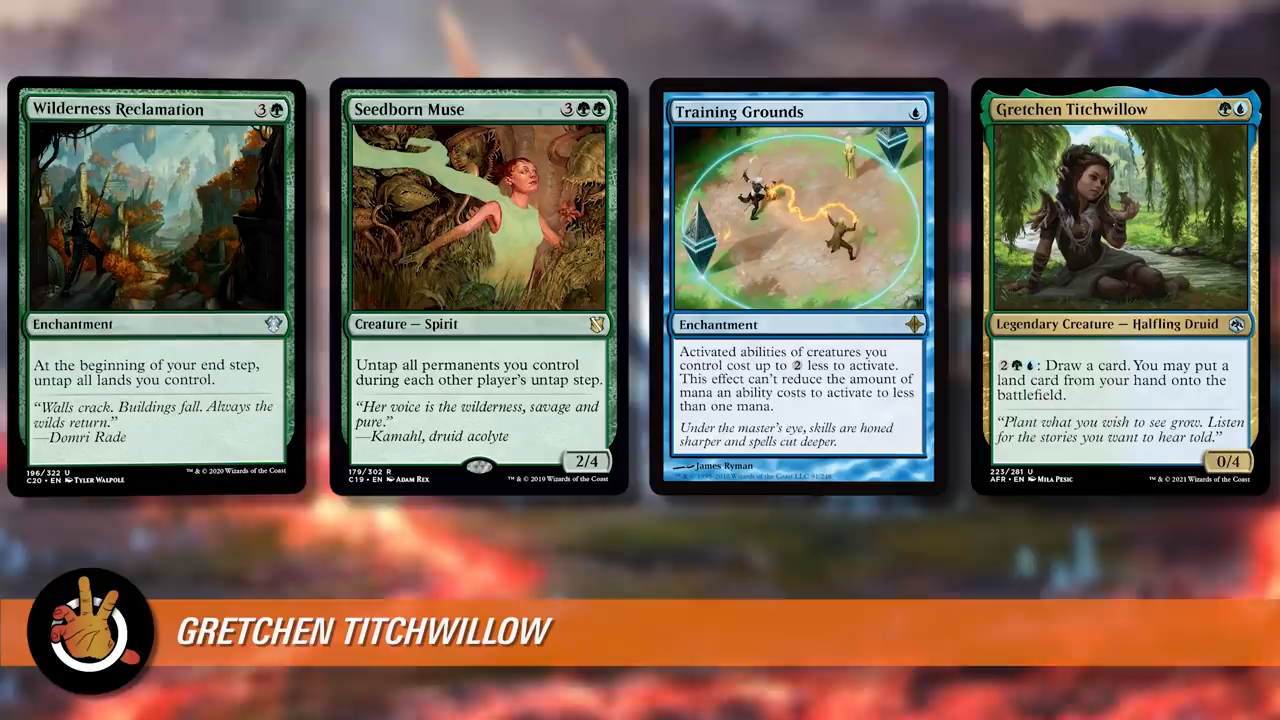 Wilderness Reclamation 3
Enchantment
At the beginning of your end step,
untap all lands you control.
“Walls crack. Buildings fall. Always the
wilds return.”
—Domri Rade
196/322 U
C20 • EN Tyler Walpole
™ & © 2020 Wizards of the Coast
Seedborn Muse 3
Creature — Spirit
Untap all permanents you control
during each other player's untap step.
“Her voice is the wilderness, savage and
pure.”
—Kamahl, druid acolyte
2/4
179/302 R
C19 • EN Adam Rex
™ & © 2019 Wizards of the Coast
Training Grounds
Enchantment
Activated abilities of creatures you
control cost up to 2 less to activate.
This effect can't reduce the amount of
mana an ability costs to activate to less
than one mana.
Under the master's eye, skills are honed
sharper and spells cut deeper.
James Ryman
Gretchen Titchwillow
Legendary Creature — Halfling Druid
2 : Draw a card. You may put a
land card from your hand onto the
battlefield.
“Plant what you wish to see grow. Listen
for the stories you want to hear told.”
0/4
223/281 U
AFR • EN Mila Pesic
™ & © 2021 Wizards of the Coast
GRETCHEN TITCHWILLOW